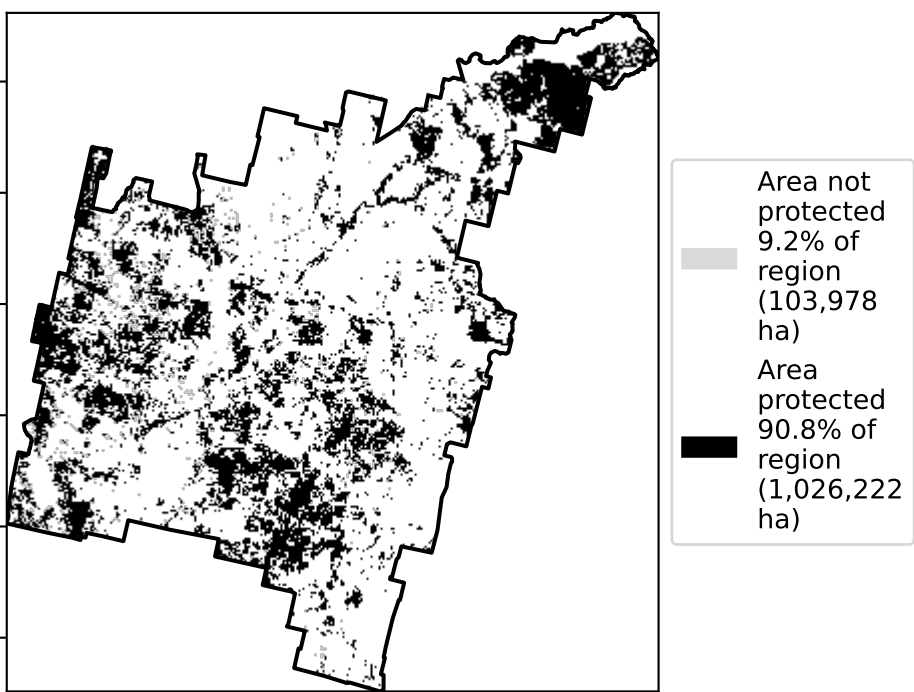 Area not
protected
9.2% of
region
(103,978
ha)
Area
protected
90.8% of
region
(1,026,222
ha)